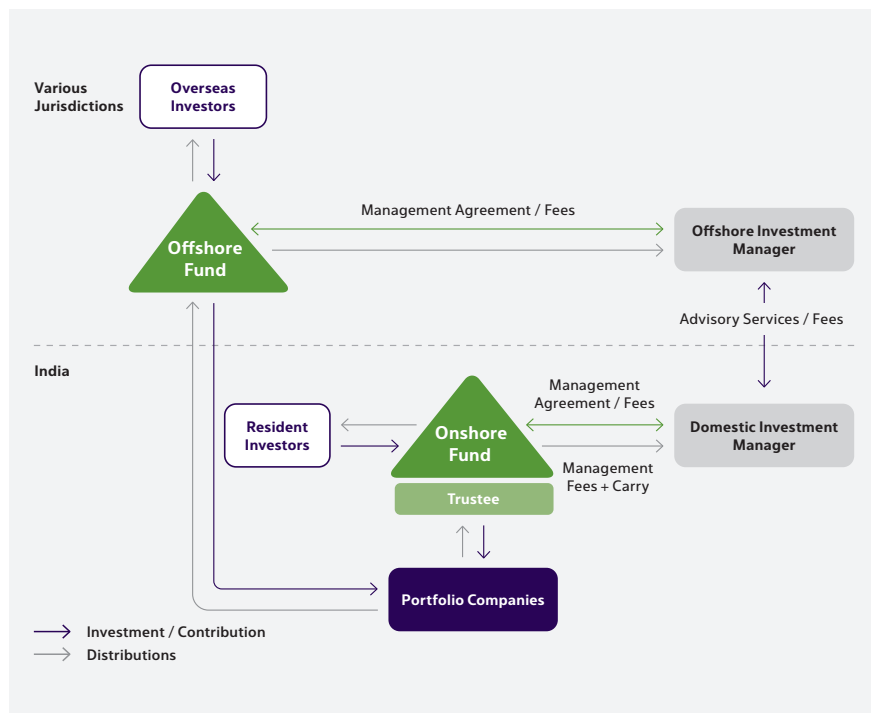 Various
Jurisdictions
Overseas
Investors
Management Agreement / Fees
Offshore
Fund
Offshore Investment
Manager
Advisory Services / Fees
India
Resident
Investors
Onshore
Fund
Management
Agreement / Fees
Domestic Investment
Manager
Management
Fees + Carry
Trustee
Portfolio Companies
Investment / Contribution
Distributions